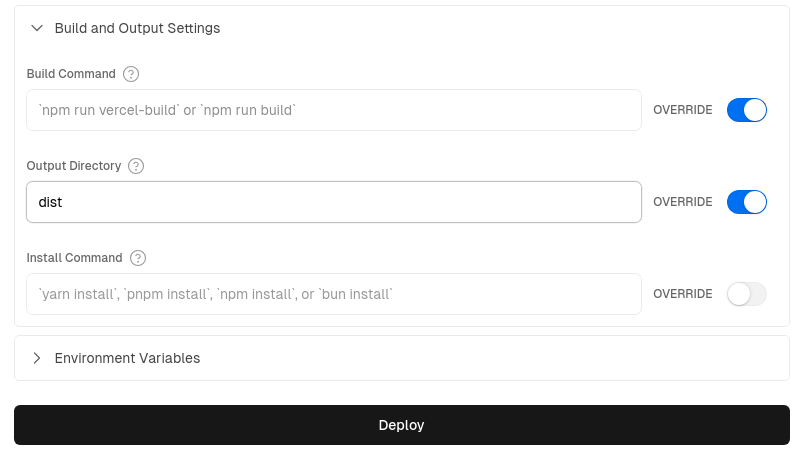 Build and Output Settings
Build Command ?
`npm run vercel-build` or `npm run build`
OVERRIDE
Output Directory ?
dist
OVERRIDE
Install Command ?
`yarn install`, `pnpm install`, `npm install`, or `bun install`
OVERRIDE
Environment Variables
Deploy